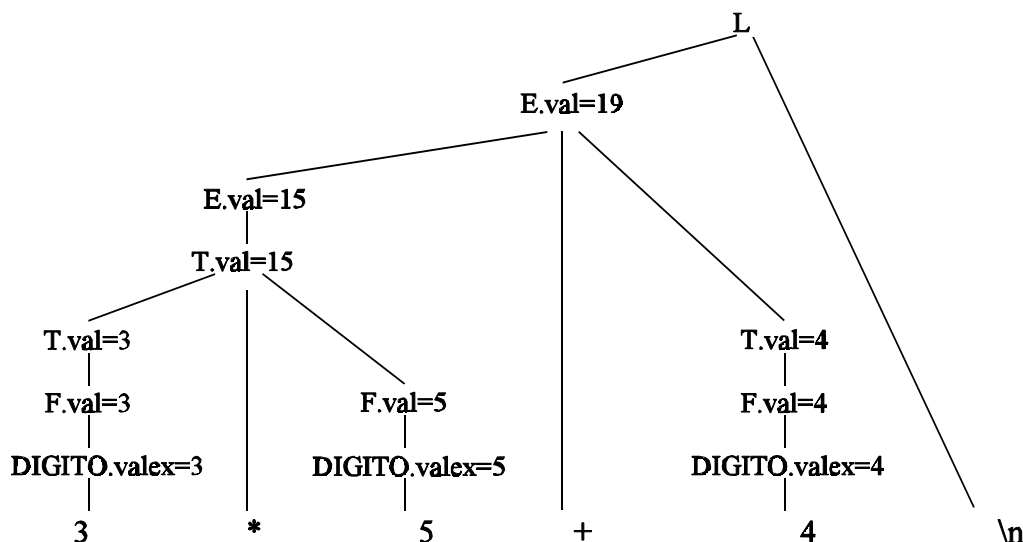 L
E.val=19
E.val=15
T.val=15
T.val=3 T.val=4
F.val=3 F.val=5 F.val=4
DIGITO.valex=3 DIGITO.valex=5 DIGITO.valex=4
3 * 5 + 4 \n